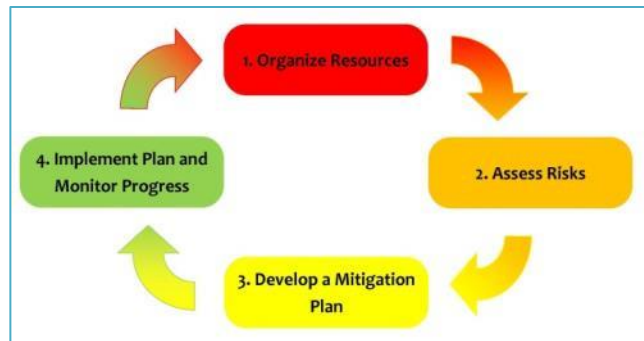 1. Organize Resources
2. Assess Risks
3. Develop a Mitigation
Plan
4. Implement Plan and
Monitor Progress